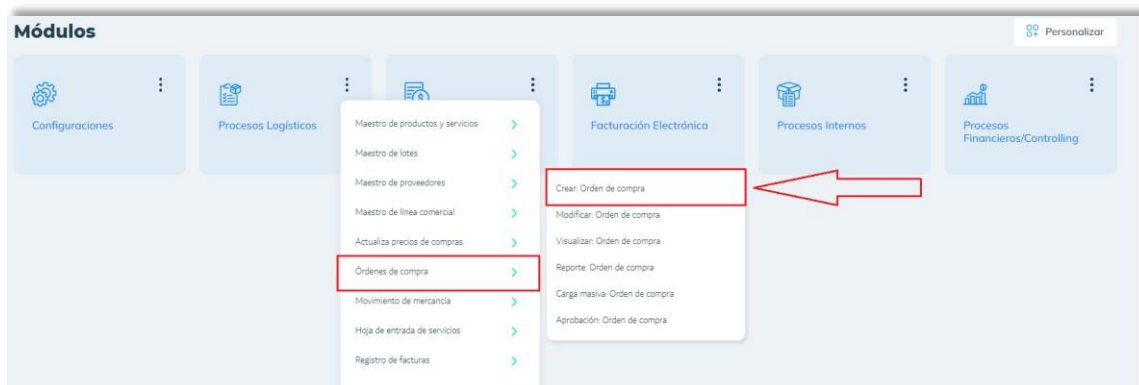 Módulos
Personalizar
Configuraciones
Procesos Logísticos
Facturación Electrónica
Procesos Internos
Procesos
Financieros/Controlling
Maestro de productos y servicios
Maestro de lotes
Maestro de proveedores
Maestro de línea comercial
Actualiza precios de compras
Órdenes de compra
Movimiento de mercancía
Hoja de entrada de servicios
Registro de facturas
Crear: Orden de compra
Modificar: Orden de compra
Visualizar: Orden de compra
Reporte: Orden de compra
Carga masiva: Orden de compra
Aprobación: Orden de compra